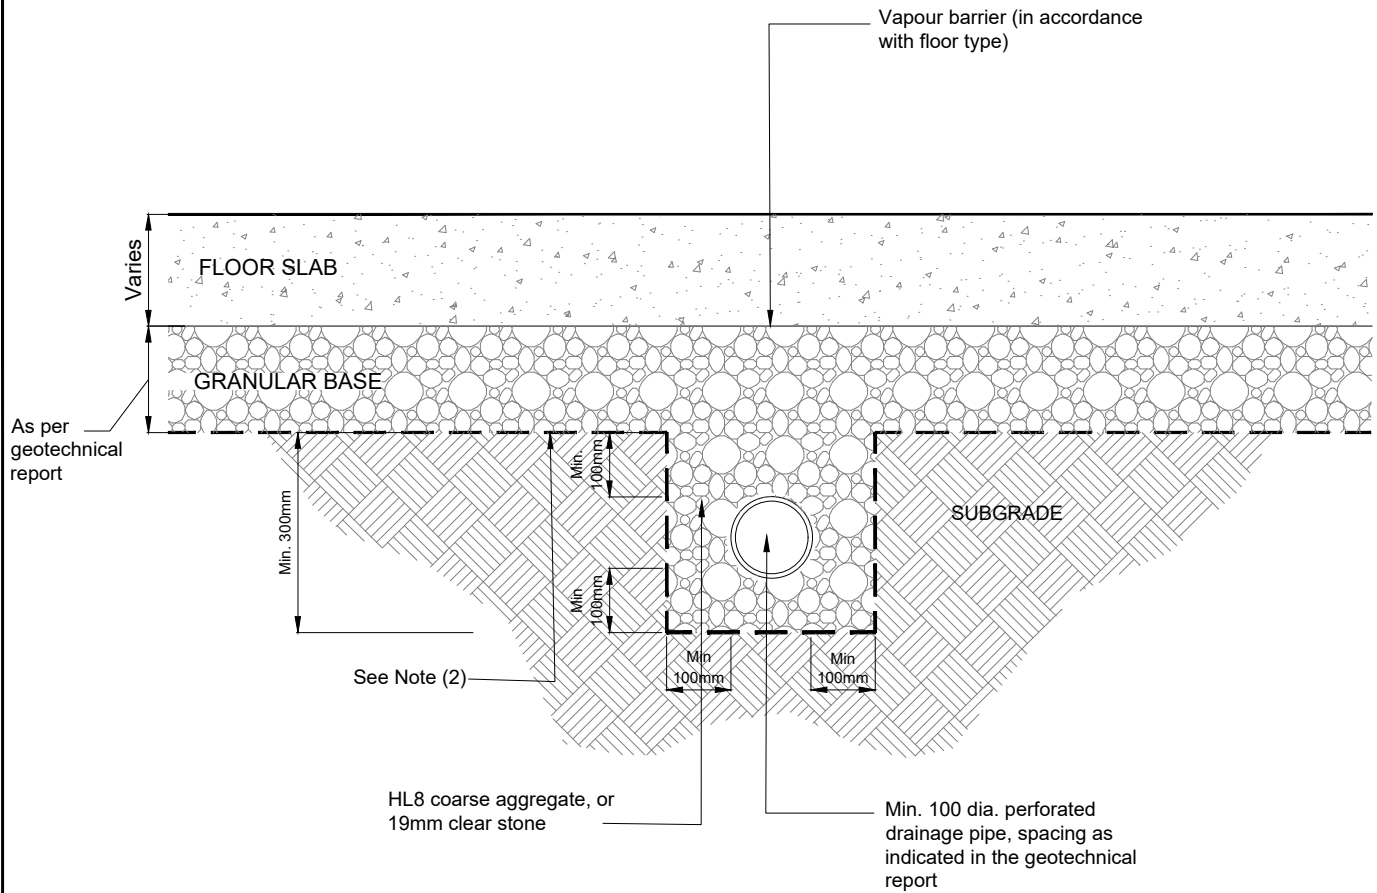 Vapour barrier (in accordance
with floor type)
Varies
FLOOR SLAB
GRANULAR BASE
As per
geotechnical
report
Min.
100mm
Min. 300mm
SUBGRADE
Min
100mm
Min
100mm
Min
100mm
See Note (2)
HL8 coarse aggregate, or
19mm clear stone
Min. 100 dia. perforated
drainage pipe, spacing as
indicated in the geotechnical
report